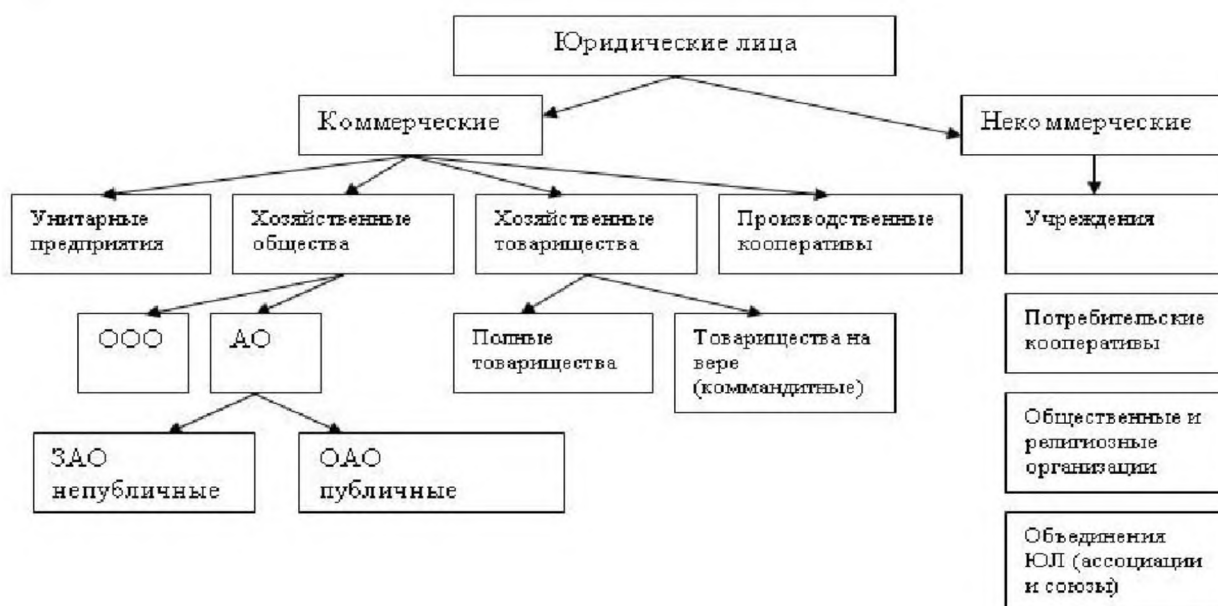 Юридические лица
Коммерческие
Некоммерческие
Унитарные
предприятия
Хозяйственные
общества
Хозяйственные
товарищества
Производственные
кооперативы
Учреждения
ООО
АО
Полные
товарищества
Товарищества на
вере
(коммандитные)
Потребительские
кооперативы
ЗАО
непубличные
ОАО
публичные
Общественные и
религиозные
организации
Объединения
ЮЛ (ассоциации
и союзы)